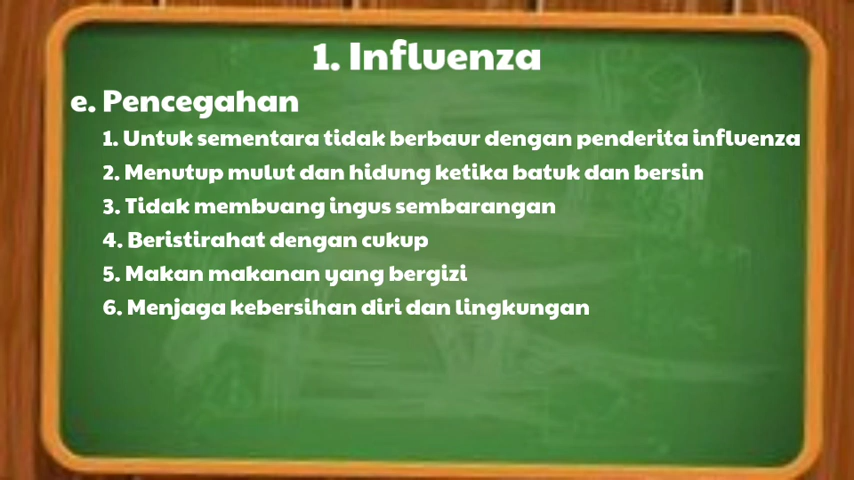 1. Influenza
e. Pencegahan
1. Untuk sementara tidak berbaur dengan penderita influenza
2. Menutup mulut dan hidung ketika batuk dan bersin
3. Tidak membuang ingus sembarangan
4. Beristirahat dengan cukup
5. Makan makanan yang bergizi
6. Menjaga kebersihan diri dan lingkungan